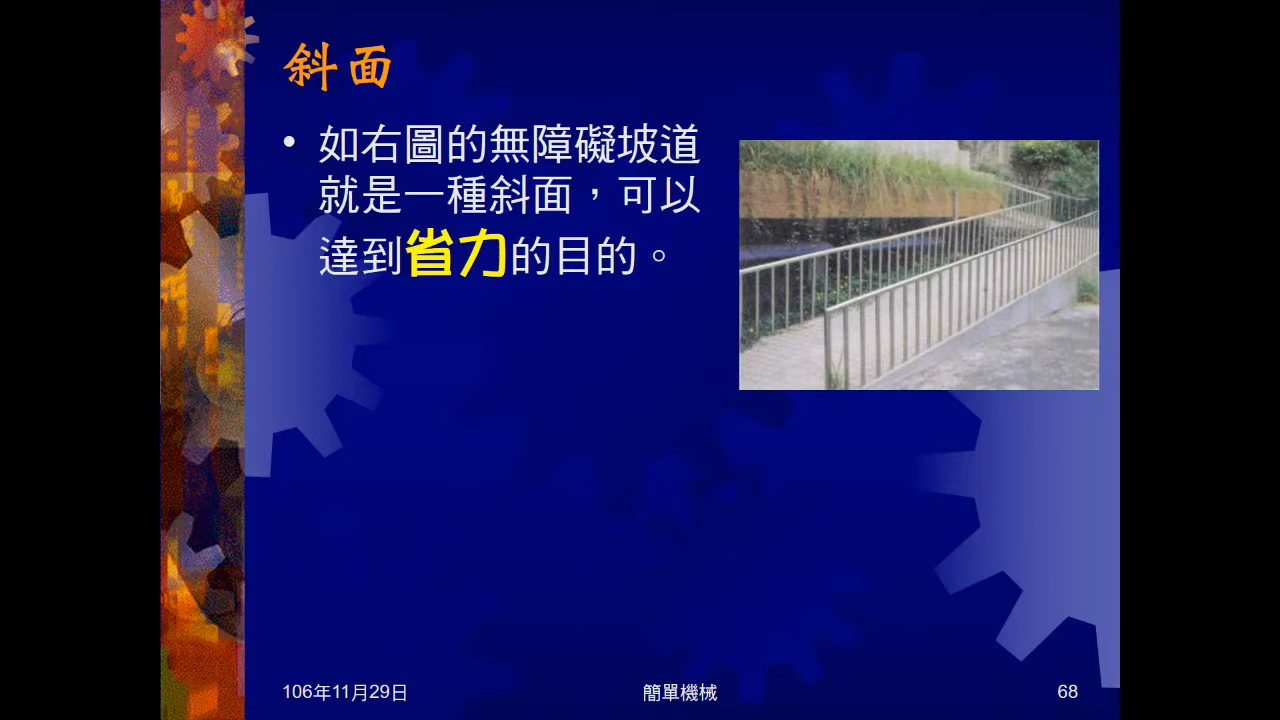 斜面
• 如右圖的無障礙坡道
就是一種斜面，可以
達到省力的目的。
106年11月29日
簡單機械
68